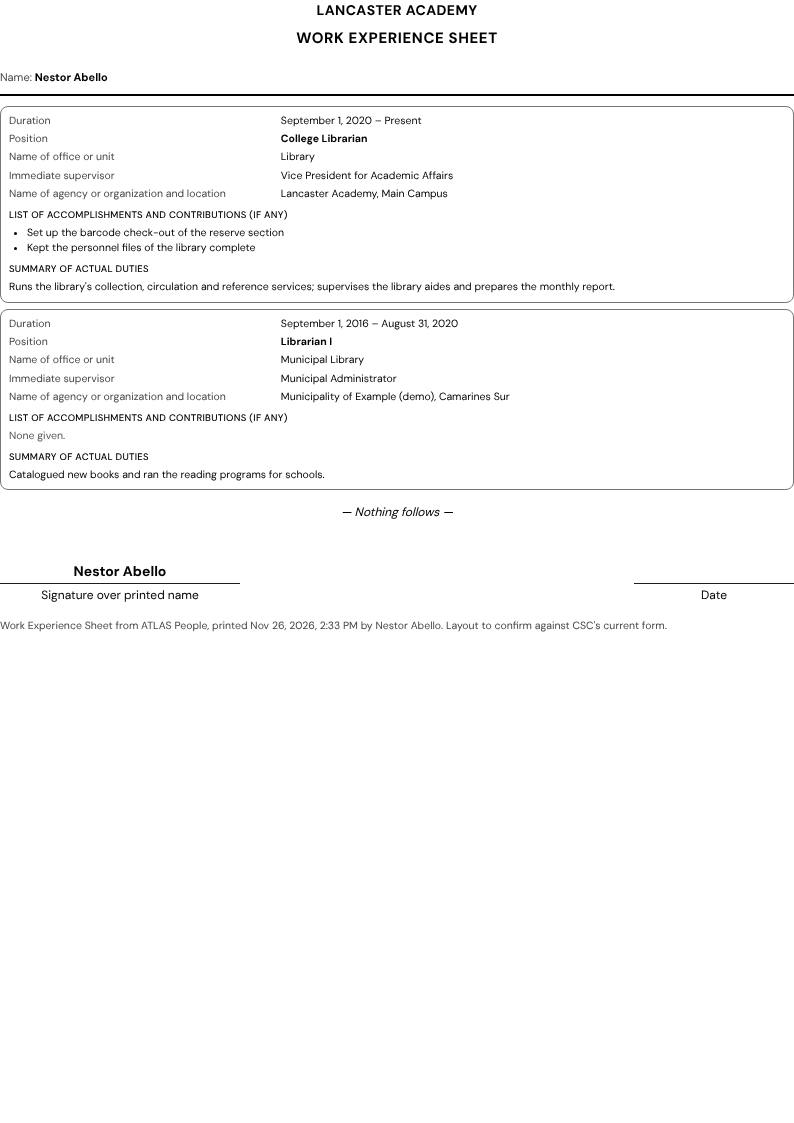 LANCASTER ACADEMY
WORK EXPERIENCE SHEET
Name: Nestor Abello
Duration September 1, 2020 – Present
Position College Librarian
Name of office or unit Library
Immediate supervisor Vice President for Academic Affairs
Name of agency or organization and location Lancaster Academy, Main Campus
LIST OF ACCOMPLISHMENTS AND CONTRIBUTIONS (IF ANY)
• Set up the barcode check-out of the reserve section
• Kept the personnel files of the library complete
SUMMARY OF ACTUAL DUTIES
Runs the library's collection, circulation and reference services; supervises the library aides and prepares the monthly report.
Duration September 1, 2016 – August 31, 2020
Position Librarian I
Name of office or unit Municipal Library
Immediate supervisor Municipal Administrator
Name of agency or organization and location Municipality of Example (demo), Camarines Sur
LIST OF ACCOMPLISHMENTS AND CONTRIBUTIONS (IF ANY)
None given.
SUMMARY OF ACTUAL DUTIES
Catalogued new books and ran the reading programs for schools.
— Nothing follows —
Nestor Abello
Signature over printed name Date
Work Experience Sheet from ATLAS People, printed Nov 26, 2026, 2:33 PM by Nestor Abello. Layout to confirm against CSC's current form.